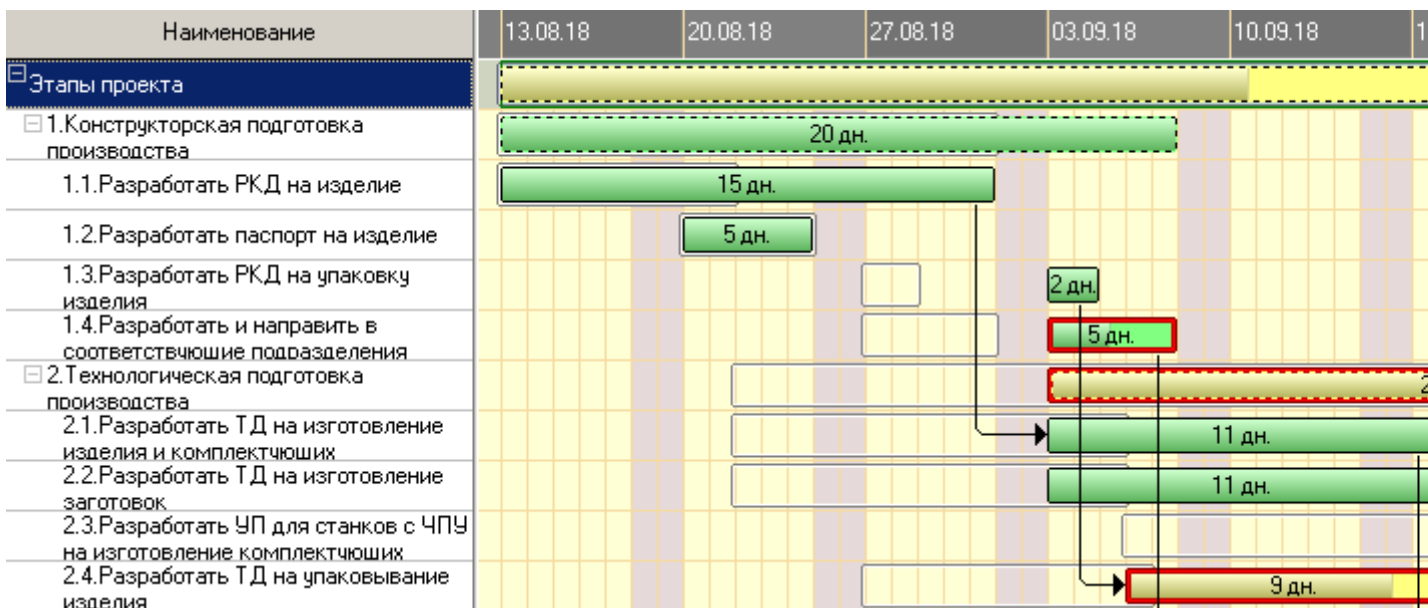 Наименование
13.08.18
20.08.18
27.08.18
03.09.18
10.09.18
1
Этапы проекта
1.Конструкторская подготовка
производства
20 дн.
1.1.Разработать РКД на изделие
15 дн.
1.2.Разработать паспорт на изделие
5 дн.
1.3.Разработать РКД на упаковку
изделия
2 дн.
1.4.Разработать и направить в
соответствующие подразделения
5 дн.
2.Технологическая подготовка
производства
2
2.1.Разработать ТД на изготовление
изделия и комплектующих
11 дн.
2.2.Разработать ТД на изготовление
заготовок
11 дн.
2.3.Разработать УП для станков с ЧПУ
на изготовление комплектующих
2.4.Разработать ТД на упаковывание
изделия
9 дн.